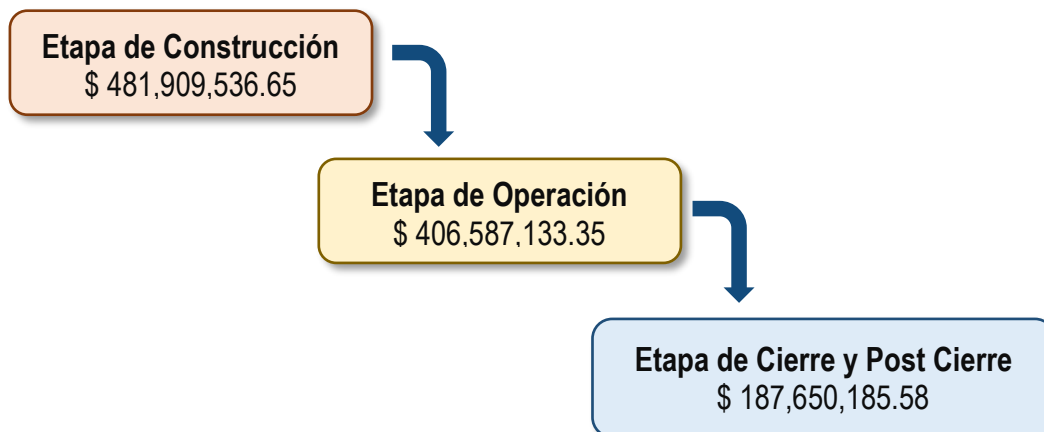 Etapa de Construcción
$ 481,909,536.65
Etapa de Operación
$ 406,587,133.35
Etapa de Cierre y Post Cierre
$ 187,650,185.58